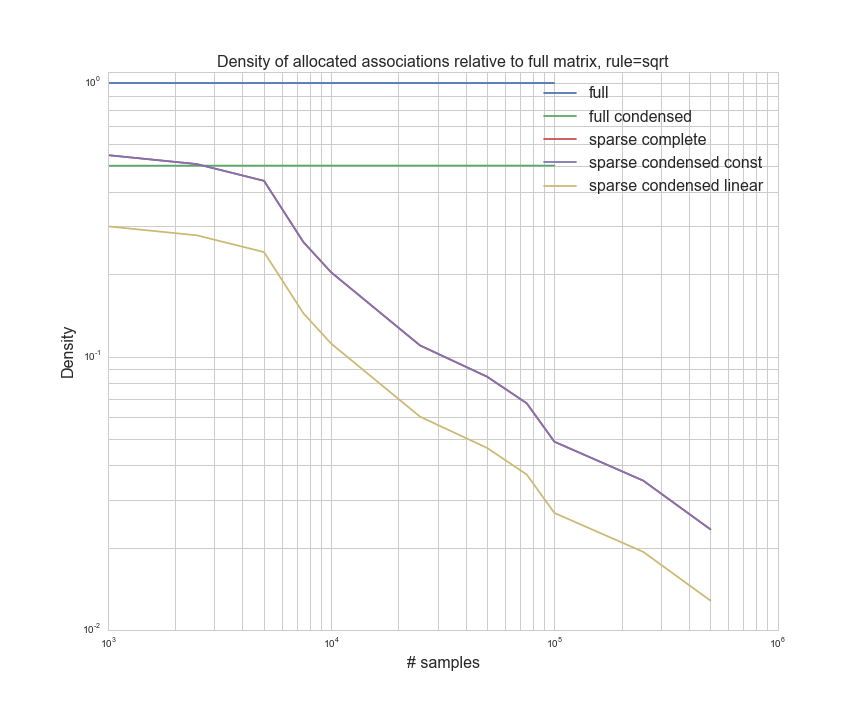 Density of allocated associations relative to full matrix, rule=sqrt
10⁰
full
full condensed
sparse complete
sparse condensed const
sparse condensed linear
Density
10⁻¹
10⁻²
10³ 10⁴ 10⁵ 10⁶
# samples